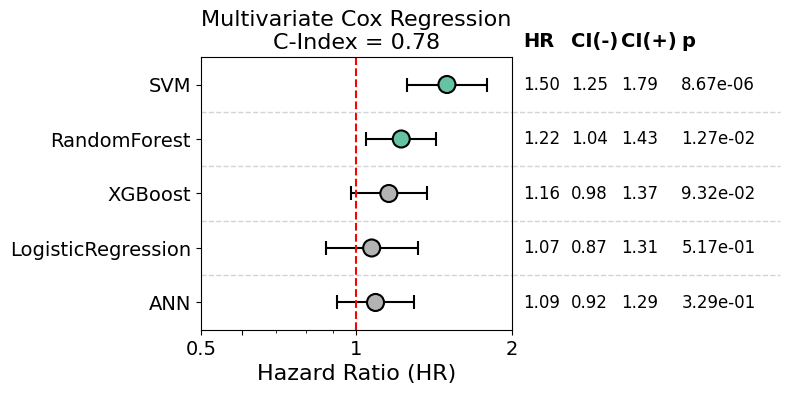 Multivariate Cox Regression
C-Index = 0.78
HR CI(-) CI(+) p
SVM 1.50 1.25 1.79 8.67e-06
RandomForest 1.22 1.04 1.43 1.27e-02
XGBoost 1.16 0.98 1.37 9.32e-02
LogisticRegression 1.07 0.87 1.31 5.17e-01
ANN 1.09 0.92 1.29 3.29e-01
0.5 1 2
Hazard Ratio (HR)